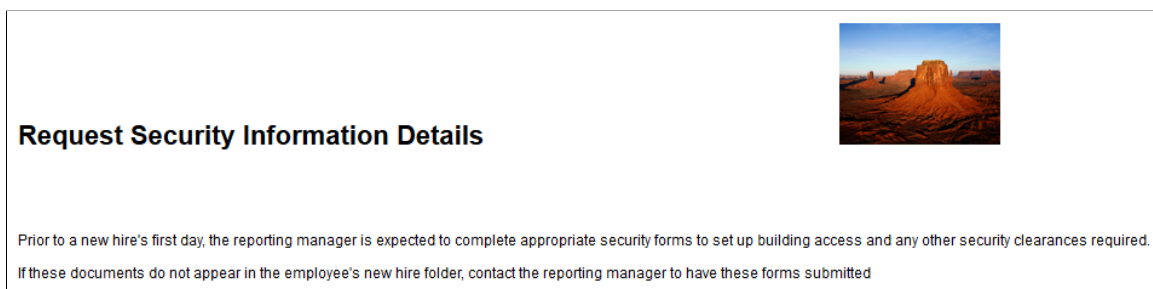 Request Security Information Details
Prior to a new hire's first day, the reporting manager is expected to complete appropriate security forms to set up building access and any other security clearances required.
If these documents do not appear in the employee's new hire folder, contact the reporting manager to have these forms submitted